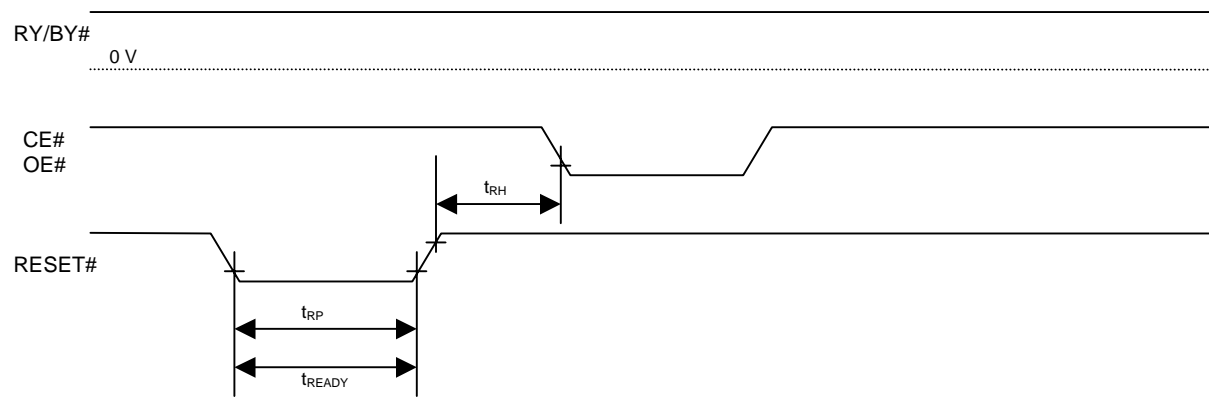 RY/BY#
0 V
CE#
OE#
tRH
RESET#
tRP
tREADY